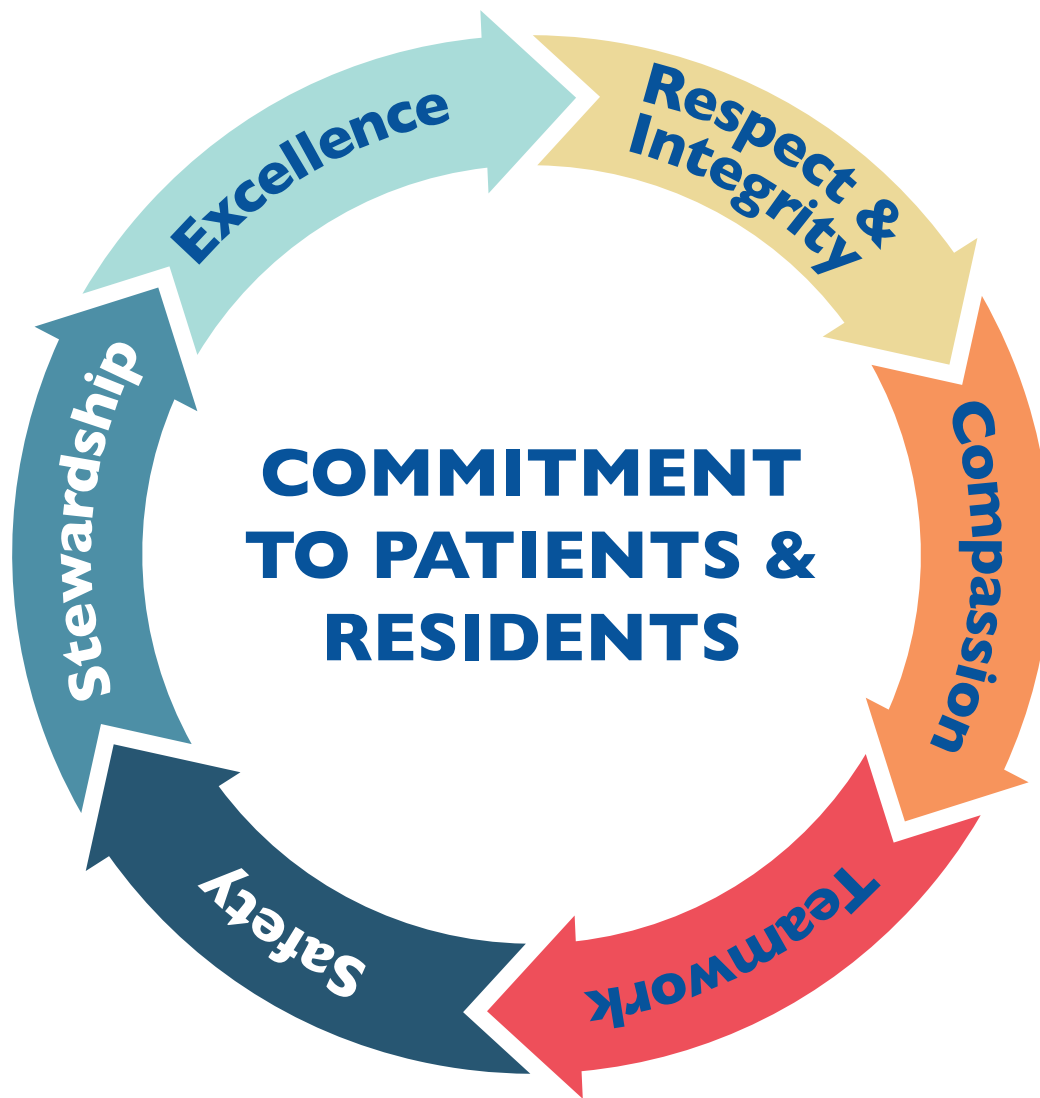 Excellence
Respect &
Integrity
Compassion
Teamwork
Safety
Stewardship
COMMITMENT
TO PATIENTS &
RESIDENTS